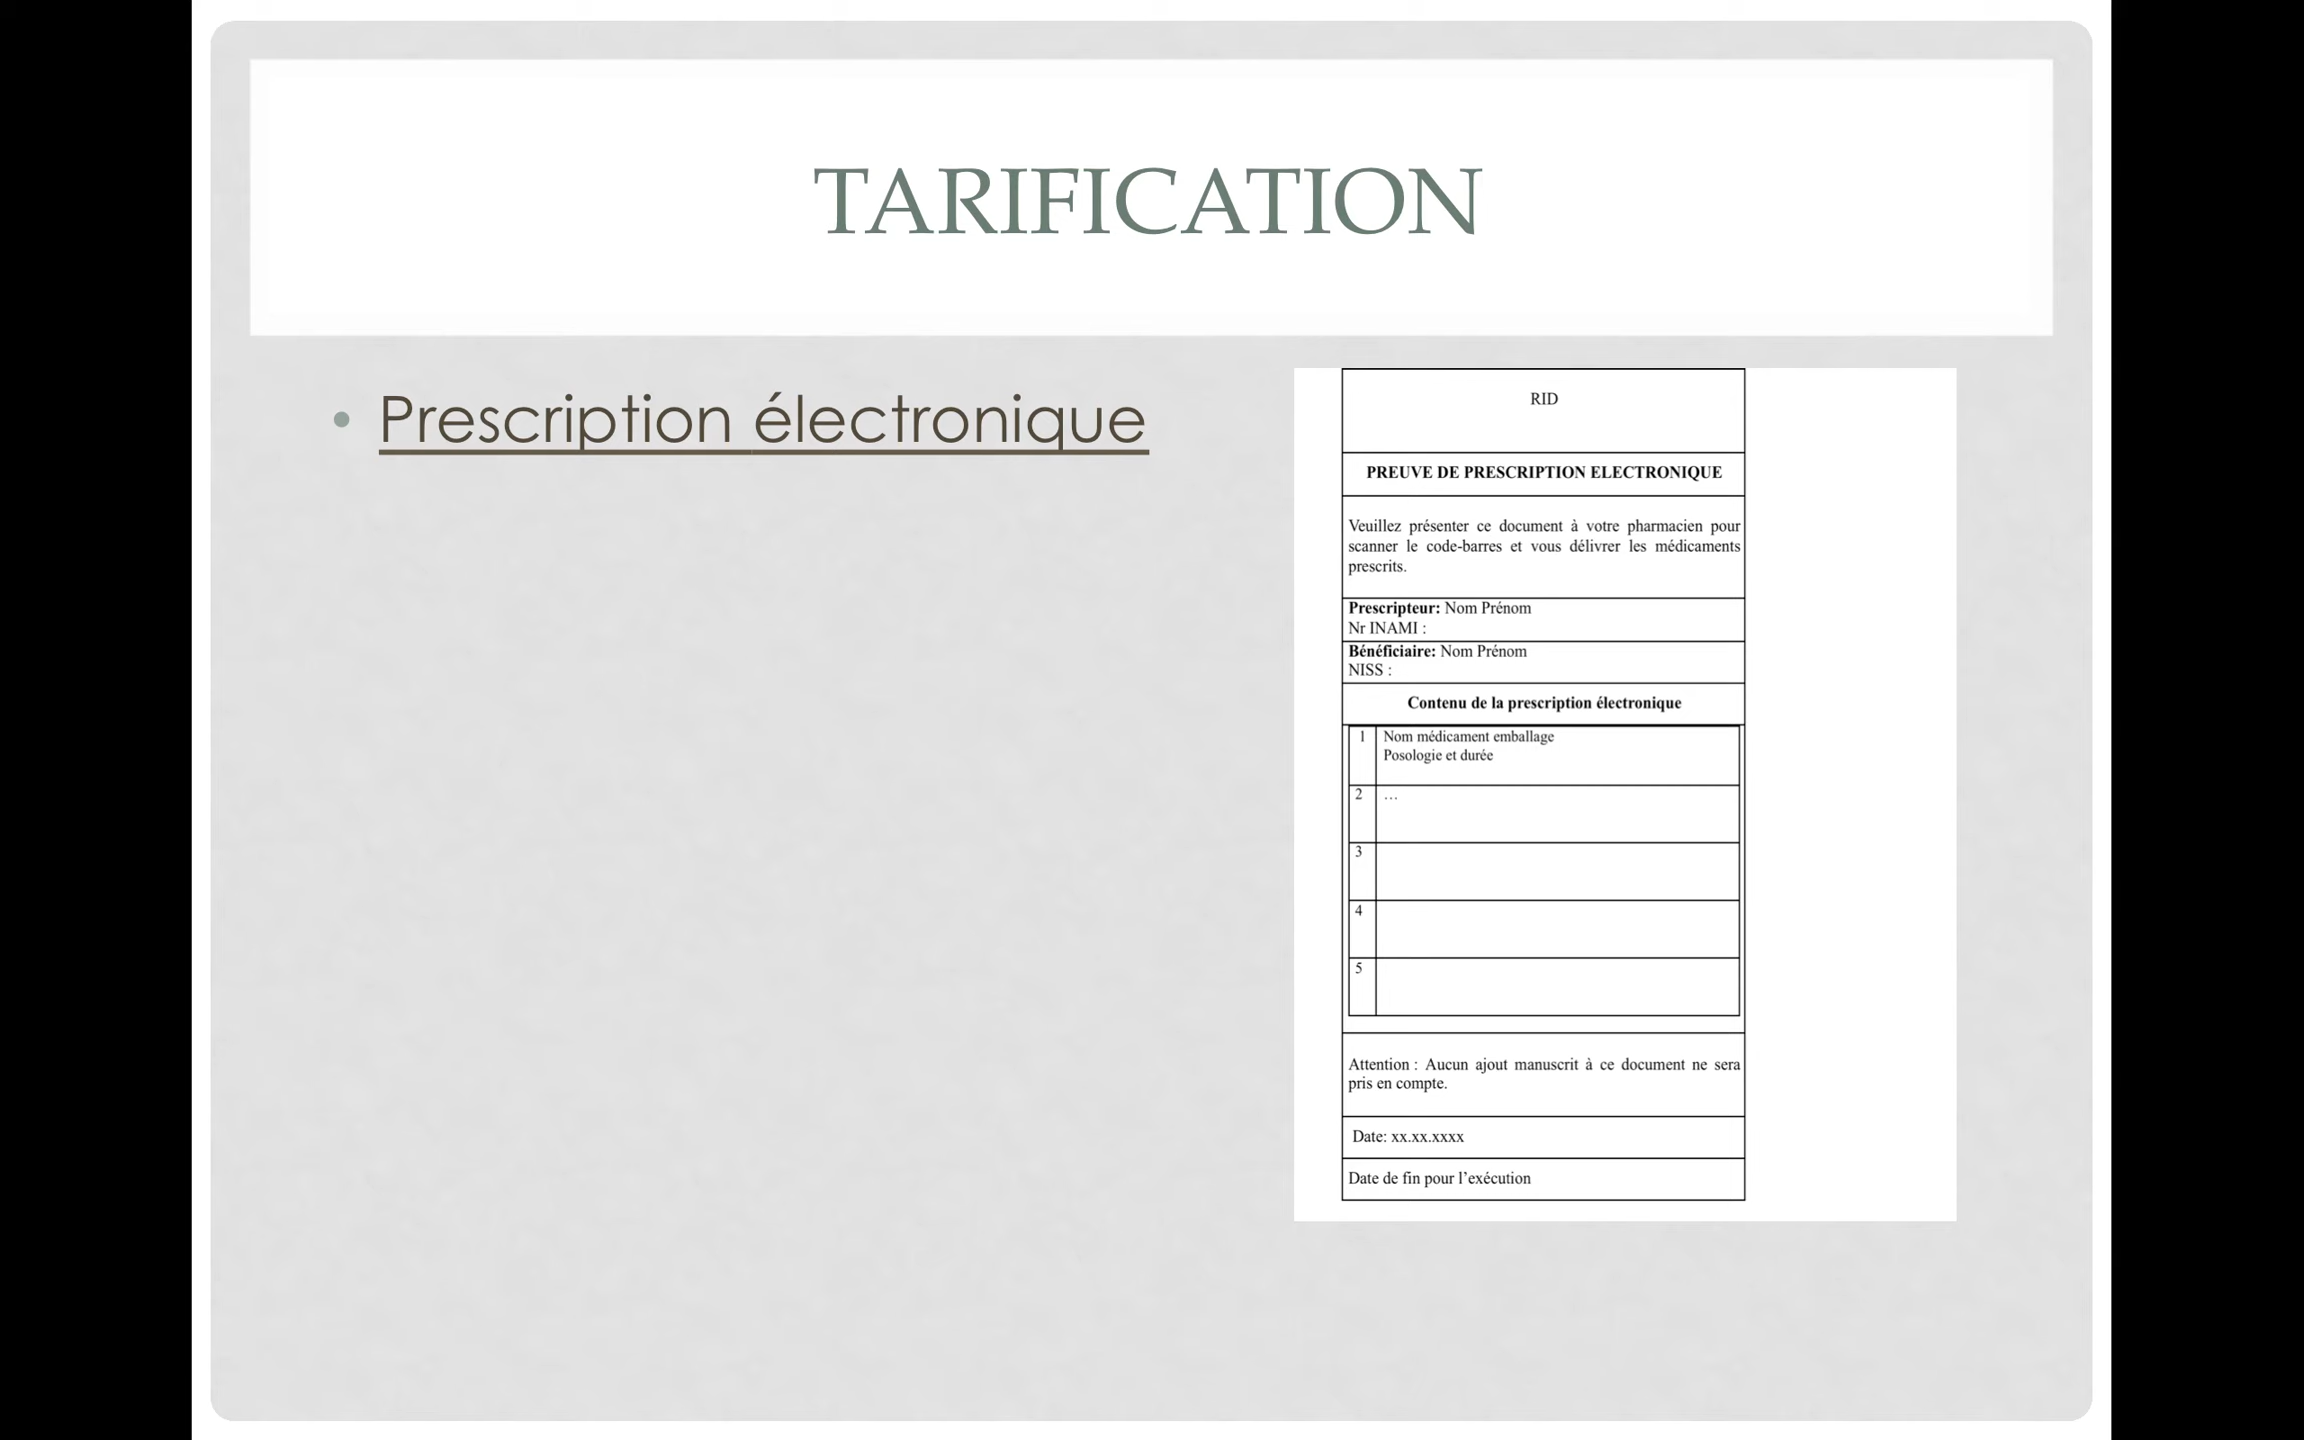 TARIFICATION
• Prescription électronique
RID
PREUVE DE PRESCRIPTION ELECTRONIQUE
Veuillez présenter ce document à votre pharmacien pour
scanner le code-barres et vous délivrer les médicaments
prescrits.
Prescripteur: Nom Prénom
Nr INAMI :
Bénéficiaire: Nom Prénom
NISS :
Contenu de la prescription électronique
1 Nom médicament emballage
Posologie et durée
2 …
3
4
5
Attention : Aucun ajout manuscrit à ce document ne sera
pris en compte.
Date: xx.xx.xxxx
Date de fin pour l’exécution